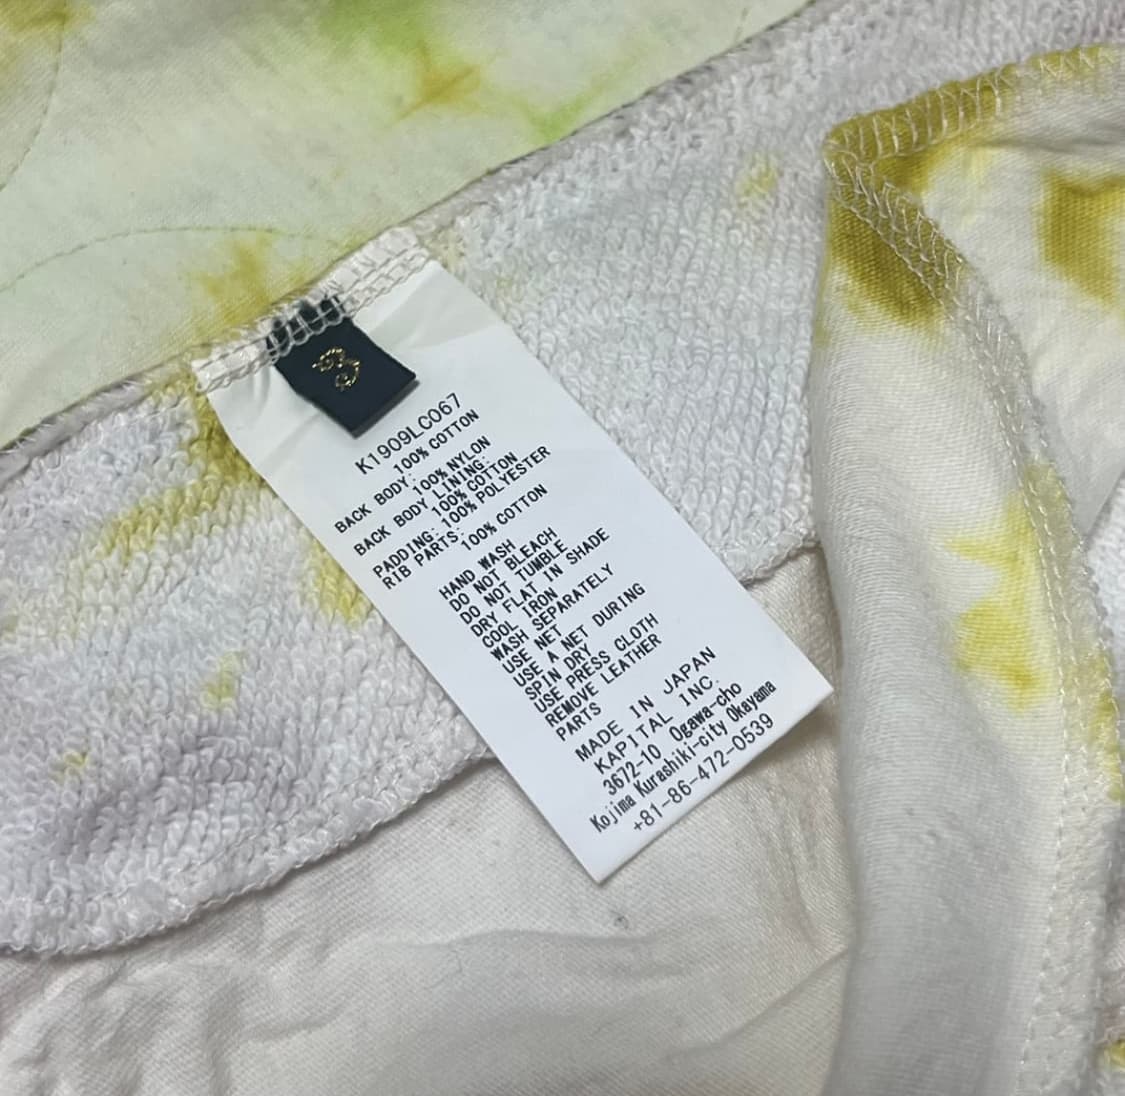 3
K1909LC067
100% COTTON
BACK BODY:
100% NYLON
BACK BODY LINING:
100% COTTON
PADDING: 100% POLYESTER
RIB PARTS:
100% COTTON
HAND WASH
DO NOT BLEACH
DO NOT TUMBLE
DRY FLAT IN SHADE
COOL IRON
WASH SEPARATELY
USE NET
USE A NET DURING
SPIN DRY
USE PRESS CLOTH
REMOVE LEATHER
PARTS
MADE IN JAPAN
KAPITAL INC.
3672-10 Ogawa-cho
Kojima Kurashiki-city Okayama
+81-86-472-0539